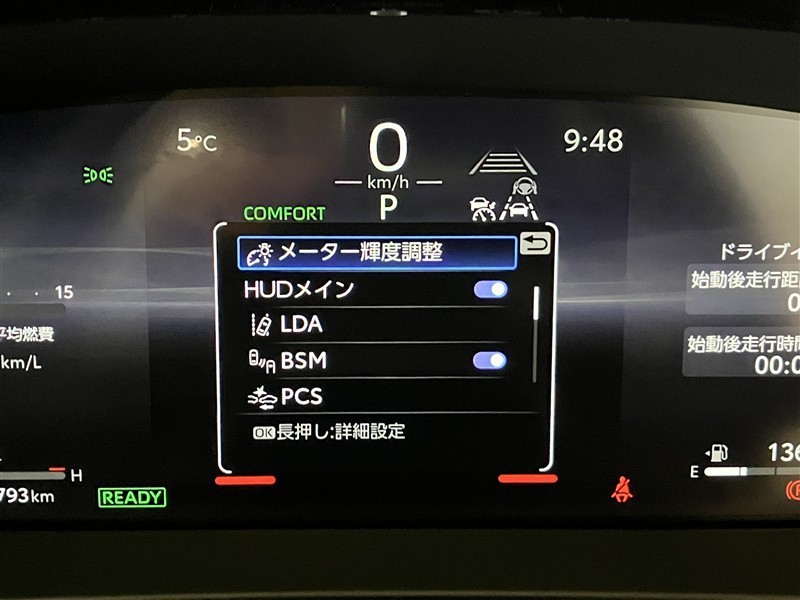 5℃
0
km/h
P
9:48
COMFORT
メーター輝度調整
HUDメイン
LDA
BSM
PCS
OK長押し:詳細設定
15
平均燃費
km/L
H
793km
READY
ドライブイ
始動後走行距
0
始動後走行時間
00:0
E
136